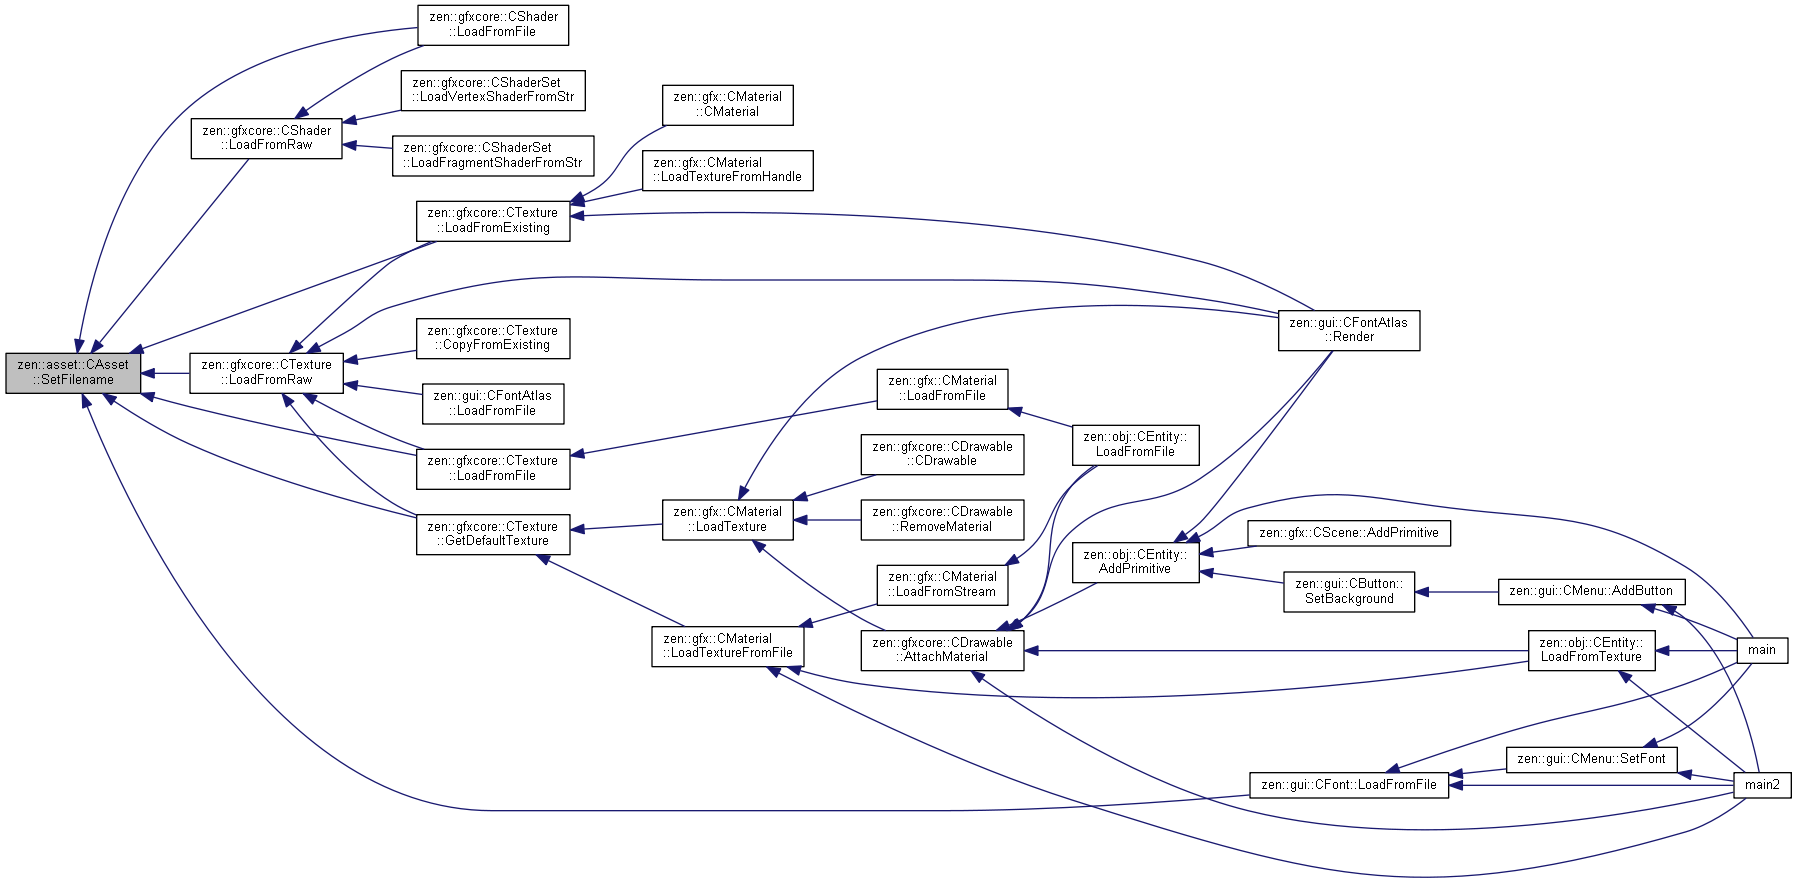 zen::gfxcore::CShader
::LoadFromFile
zen::gfxcore::CShaderSet
::LoadVertexShaderFromStr
zen::gfx::CMaterial
::CMaterial
zen::gfxcore::CShader
::LoadFromRaw
zen::gfxcore::CShaderSet
::LoadFragmentShaderFromStr
zen::gfx::CMaterial
::LoadTextureFromHandle
zen::gfxcore::CTexture
::LoadFromExisting
zen::gui::CFontAtlas
::Render
zen::gfxcore::CTexture
::CopyFromExisting
zen::asset::CAsset
::SetFilename
zen::gfxcore::CTexture
::LoadFromRaw
zen::gfx::CMaterial
::LoadFromFile
zen::gui::CFontAtlas
::LoadFromFile
zen::obj::CEntity::
LoadFromFile
zen::gfxcore::CDrawable
::CDrawable
zen::gfxcore::CTexture
::LoadFromFile
zen::gfx::CMaterial
::LoadTexture
zen::gfxcore::CDrawable
::RemoveMaterial
zen::gfxcore::CTexture
::GetDefaultTexture
zen::gfx::CScene::AddPrimitive
zen::obj::CEntity::
AddPrimitive
zen::gfx::CMaterial
::LoadFromStream
zen::gui::CButton::
SetBackground
zen::gui::CMenu::AddButton
zen::gfx::CMaterial
::LoadTextureFromFile
zen::gfxcore::CDrawable
::AttachMaterial
zen::obj::CEntity::
LoadFromTexture
main
zen::gui::CMenu::SetFont
zen::gui::CFont::LoadFromFile
main2